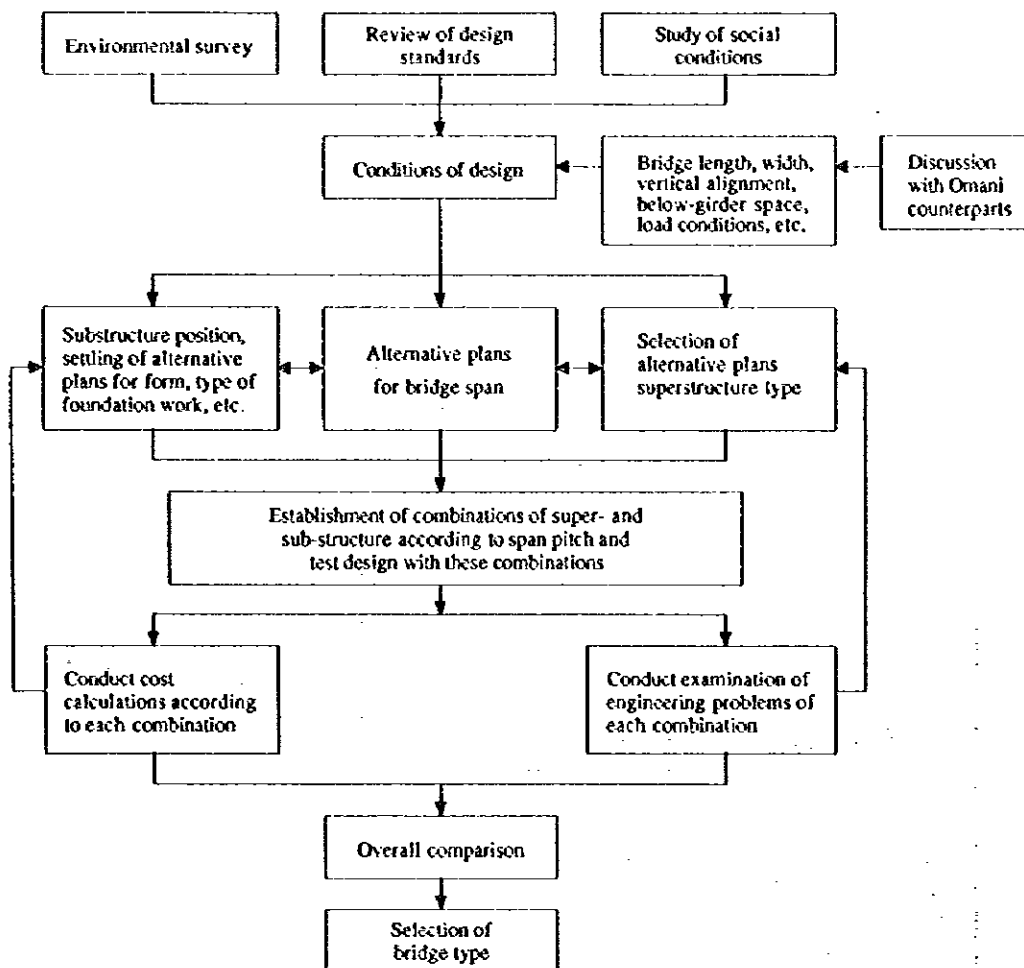 Environmental survey
Review of design
standards
Study of social
conditions
Conditions of design
Bridge length, width,
vertical alignment,
below-girder space,
load conditions, etc.
Discussion
with Omani
counterparts
Substructure position,
settling of alternative
plans for form, type of
foundation work, etc.
Alternative plans
for bridge span
Selection of
alternative plans
superstructure type
Establishment of combinations of super- and
sub-structure according to span pitch and
test design with these combinations
Conduct cost
calculations according
to each combination
Conduct examination of
engineering problems of
each combination
Overall comparison
Selection of
bridge type